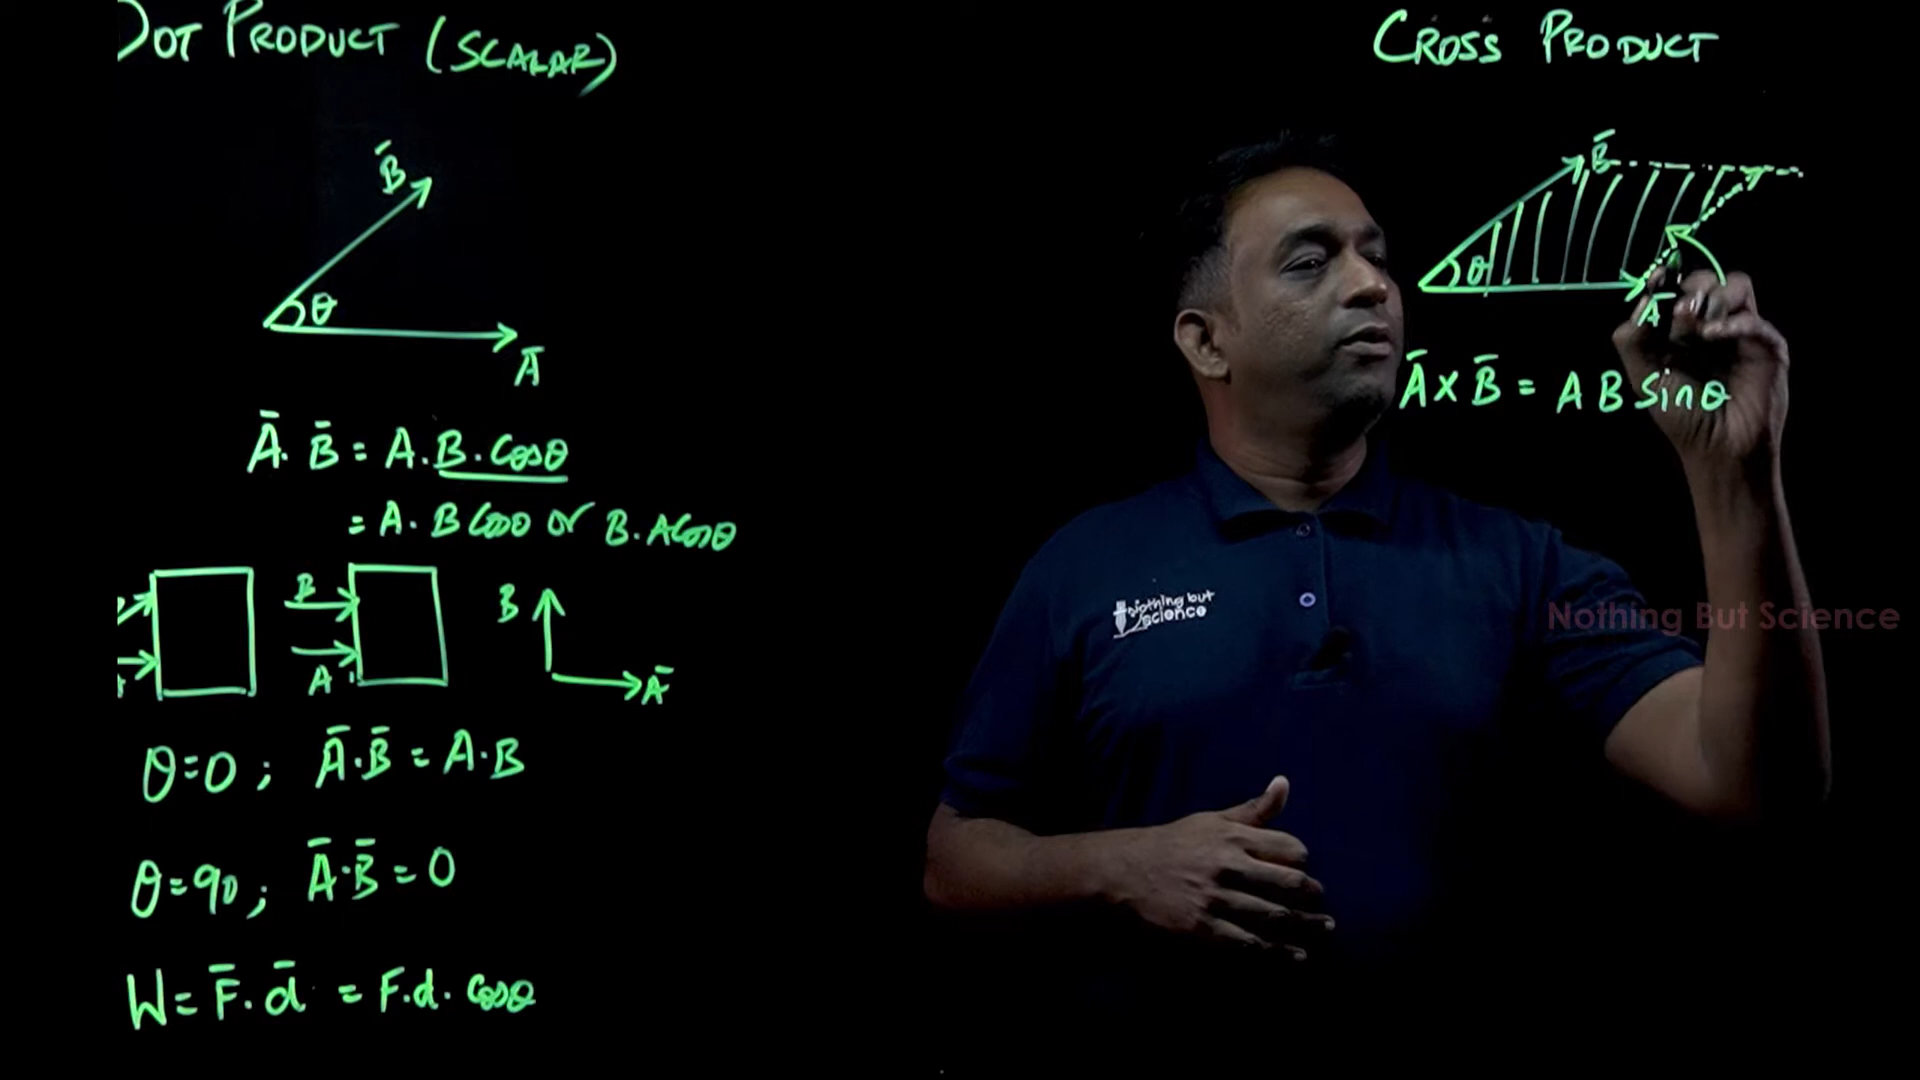 DOT PRODUCT (SCALAR)
B̄
θ
Ā
Ā. B̄ = A.B.Cosθ
= A. B Cosθ or B. A Cosθ
B
A
B
Ā
θ=0 ; Ā.B̄ = A.B
θ=90 ; Ā.B̄ = 0
W = F̄. d̄ = F.d. Cosθ
CROSS PRODUCT
B̄
θ
Ā
Ā x B̄ = A B Sinθ
Nothing but
Science
Nothing But Science